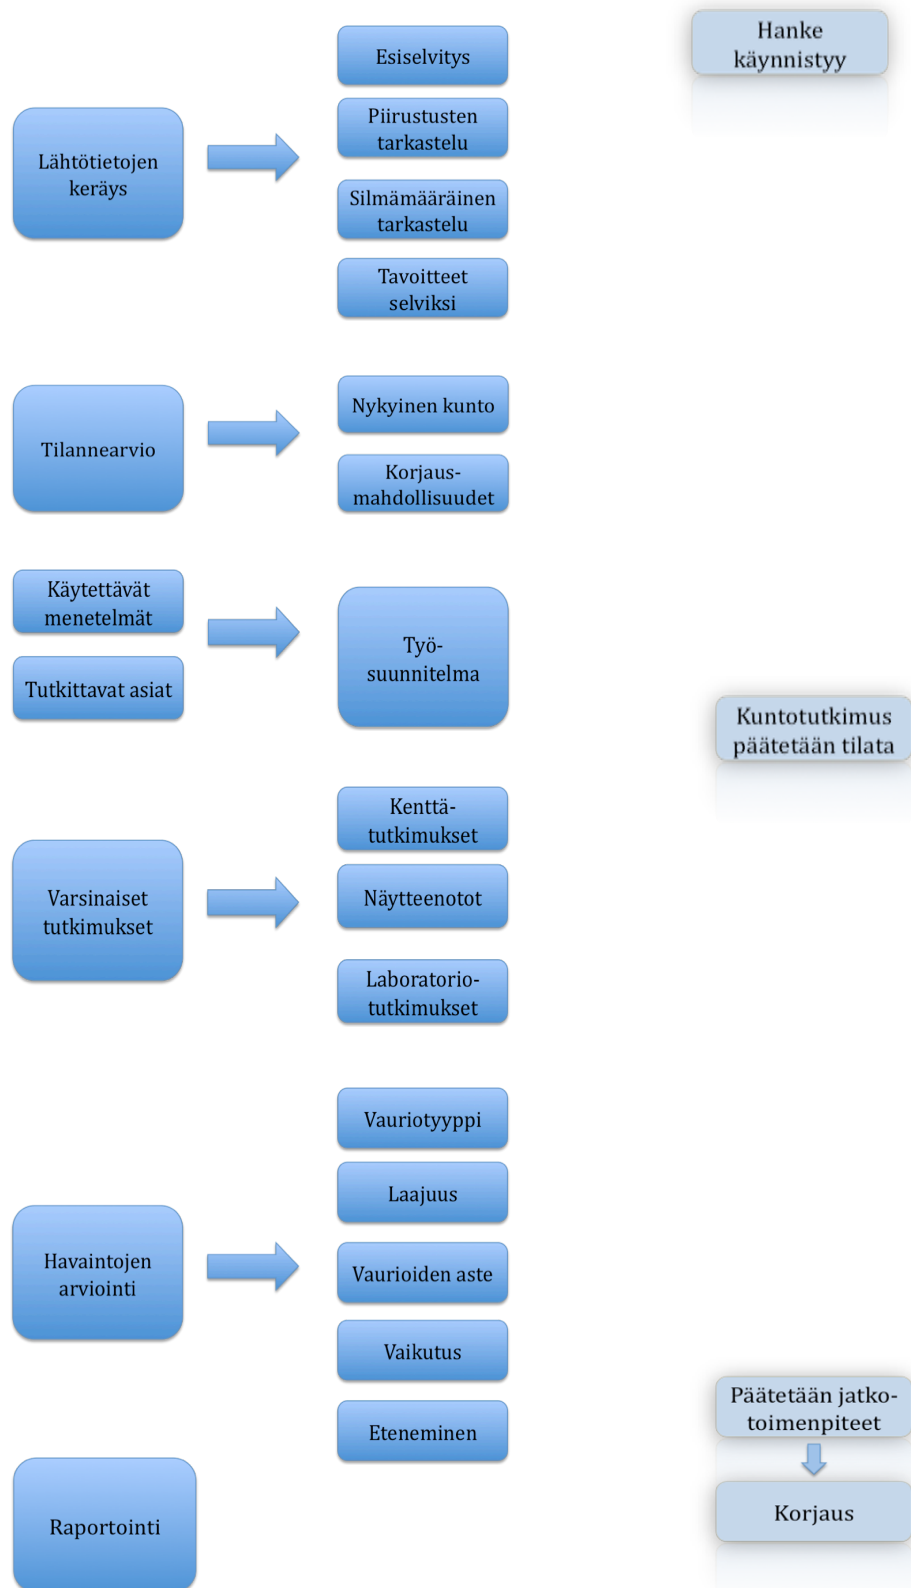 Esiselvitys
Hanke
käynnistyy
Lähtötietojen
keräys
Piirustusten
tarkastelu
Silmämääräinen
tarkastelu
Tavoitteet
selviksi
Tilannearvio
Nykyinen kunto
Korjaus-
mahdollisuudet
Käytettävät
menetelmät
Tutkittavat asiat
Työ-
suunnitelma
Kuntotutkimus
päätetään tilata
Varsinaiset
tutkimukset
Kenttä-
tutkimukset
Näytteenotot
Laboratorio-
tutkimukset
Havaintojen
arviointi
Vauriotyyppi
Laajuus
Vaurioiden aste
Vaikutus
Eteneminen
Päätetään jatko-
toimenpiteet
Raportointi
Korjaus